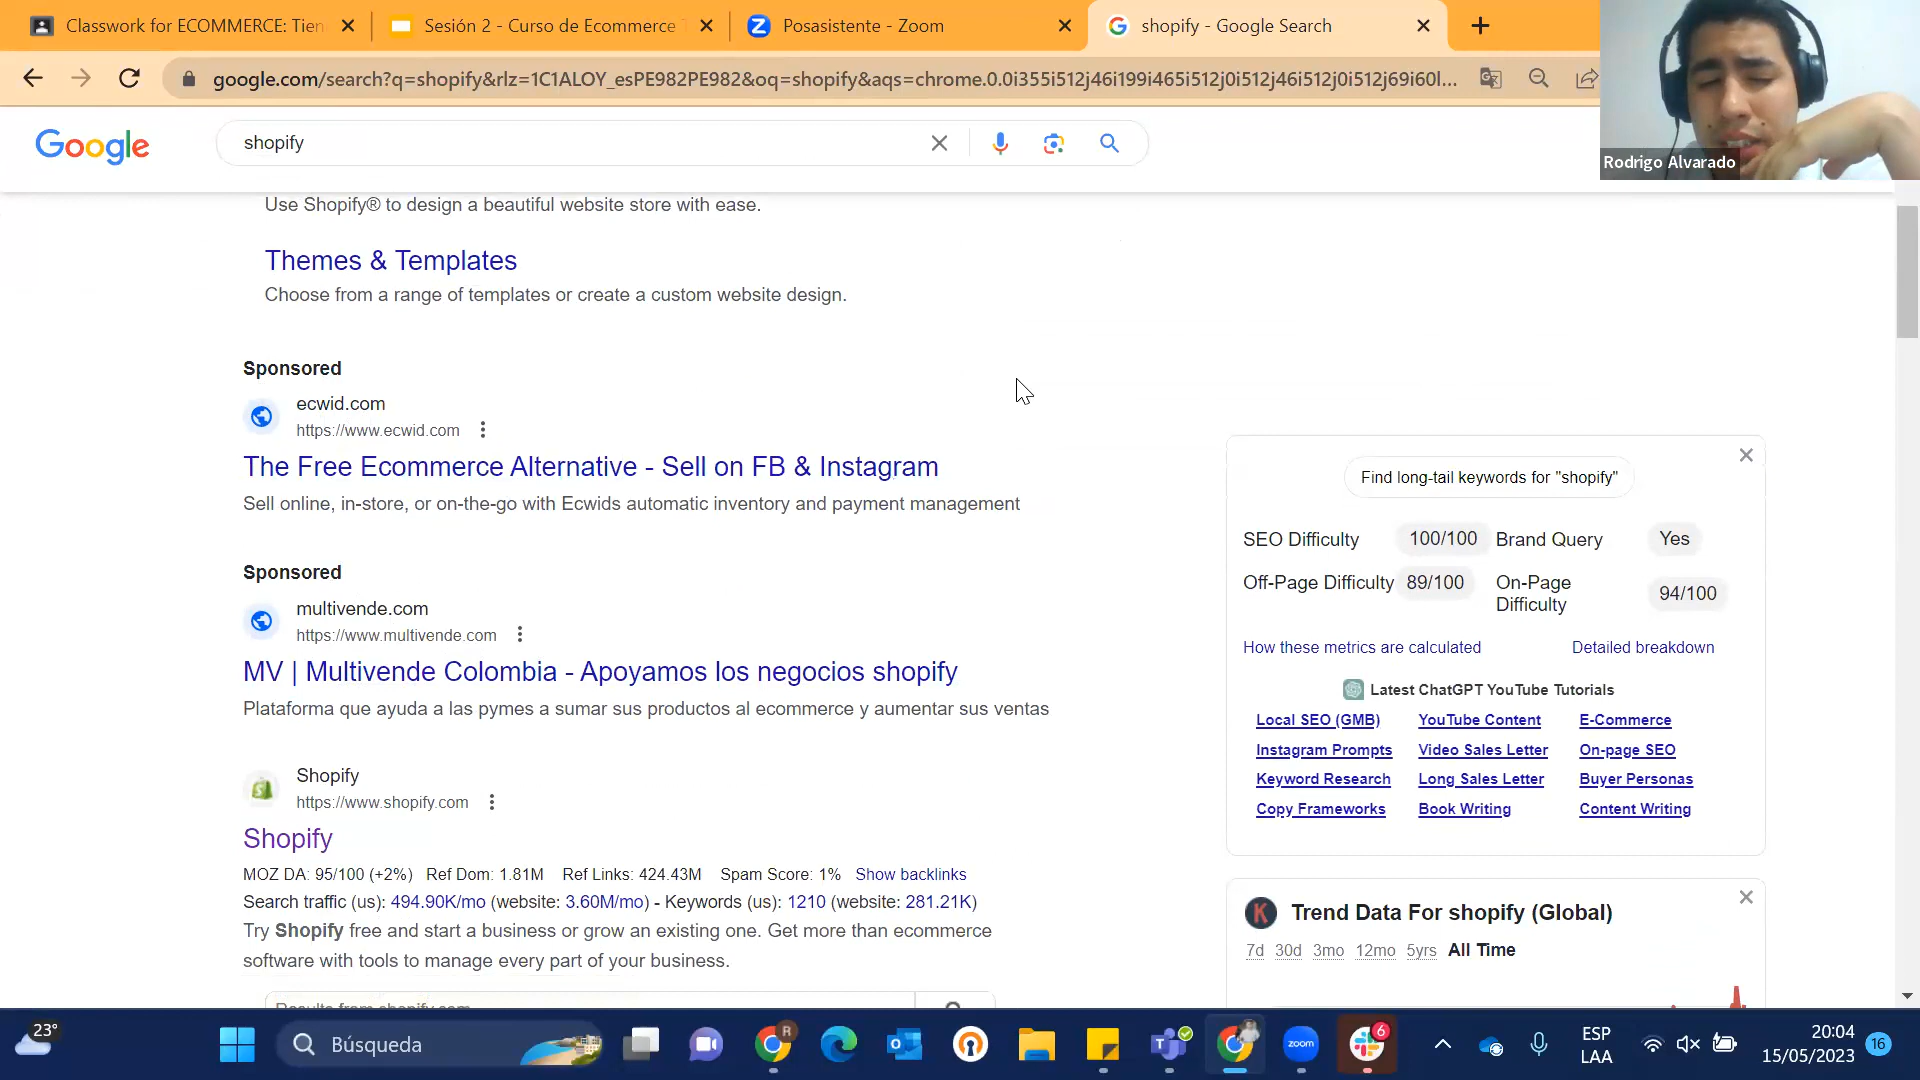 Classwork for ECOMMERCE: Tien
Sesión 2 - Curso de Ecommerce T
Posasistente - Zoom
shopify - Google Search
google.com/search?q=shopify&rlz=1C1ALOY_esPE982PE982&oq=shopify&aqs=chrome.0.0i355i512j46i199i465i512j0i512j46i512j0i512j69i60l...
Rodrigo Alvarado
Google
shopify
Use Shopify® to design a beautiful website store with ease.
Themes & Templates
Choose from a range of templates or create a custom website design.
Sponsored
ecwid.com
https://www.ecwid.com
The Free Ecommerce Alternative - Sell on FB & Instagram
Sell online, in-store, or on-the-go with Ecwids automatic inventory and payment management
Sponsored
multivende.com
https://www.multivende.com
MV | Multivende Colombia - Apoyamos los negocios shopify
Plataforma que ayuda a las pymes a sumar sus productos al ecommerce y aumentar sus ventas
Shopify
https://www.shopify.com
Shopify
MOZ DA: 95/100 (+2%) Ref Dom: 1.81M Ref Links: 424.43M Spam Score: 1% Show backlinks
Search traffic (us): 494.90K/mo (website: 3.60M/mo) - Keywords (us): 1210 (website: 281.21K)
Try Shopify free and start a business or grow an existing one. Get more than ecommerce
software with tools to manage every part of your business.
Results from shopify.com
Find long-tail keywords for "shopify"
SEO Difficulty 100/100 Brand Query Yes
Off-Page Difficulty 89/100 On-Page Difficulty 94/100
How these metrics are calculated Detailed breakdown
Latest ChatGPT YouTube Tutorials
Local SEO (GMB) YouTube Content E-Commerce
Instagram Prompts Video Sales Letter On-page SEO
Keyword Research Long Sales Letter Buyer Personas
Copy Frameworks Book Writing Content Writing
K Trend Data For shopify (Global)
7d 30d 3mo 12mo 5yrs All Time
23°
Búsqueda
R
zoom
6
ESP
LAA
20:04
15/05/2023
16